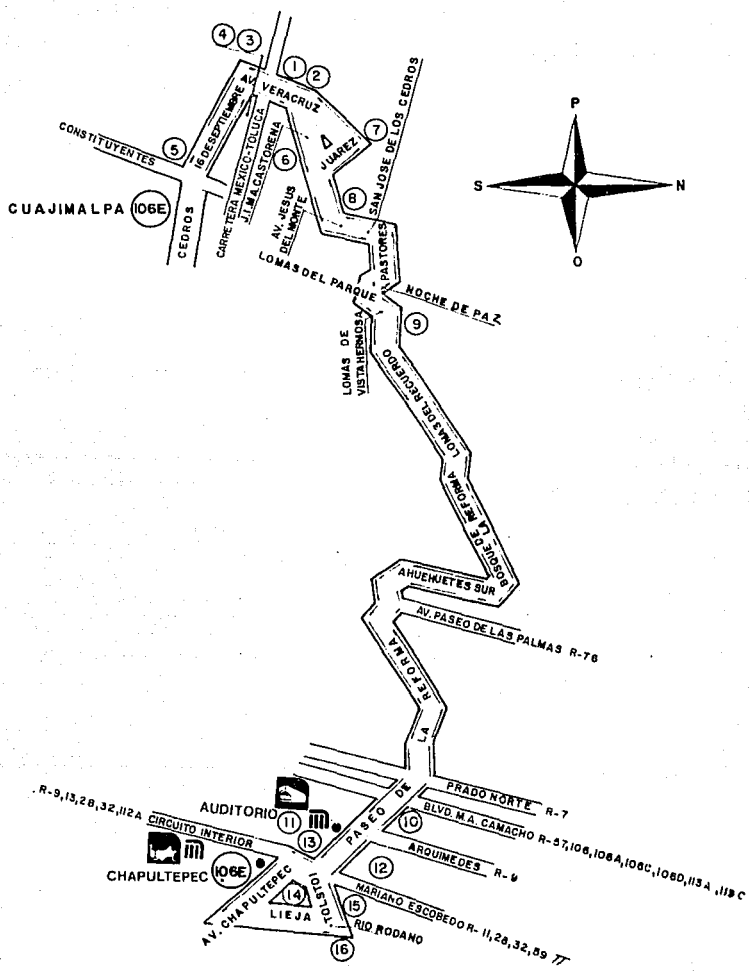 4 3
1 2
AV. VERACRUZ
16 DE SEPTIEMBRE
CONSTITUYENTES
5
7
JUAREZ
6
SAN JOSE DE LOS CEDROS
CARRETERA MEXICO-TOLUCA
J.I.M.A.CASTORENA
8
CUAJIMALPA 106E
CEDROS
AV. JESUS
DEL MONTE
P
S N
O
PASTORES
LOMAS DEL PARQUE
NOCHE DE PAZ
9
LOMAS DE
VISTAHERMOSA
LOMAS DEL RECUERDO
BOSQUE DE LA REFORMA
AHUEHUETES SUR
AV. PASEO DE LAS PALMAS R-76
PASEO DE LA REFORMA
PRADO NORTE R-7
BLVD. M.A. CAMACHO R-57,106,106A,106C,106D,113A,113C
10
R-9,13,28,32,112A
CIRCUITO INTERIOR
AUDITORIO
11
13
ARQUIMEDES R-9
12
CHAPULTEPEC 106E
MARIANO ESCOBEDO R-11,28,32,59
14
TOLSTOI
15
LIEJA
AV. CHAPULTEPEC
RIO RODANO
16